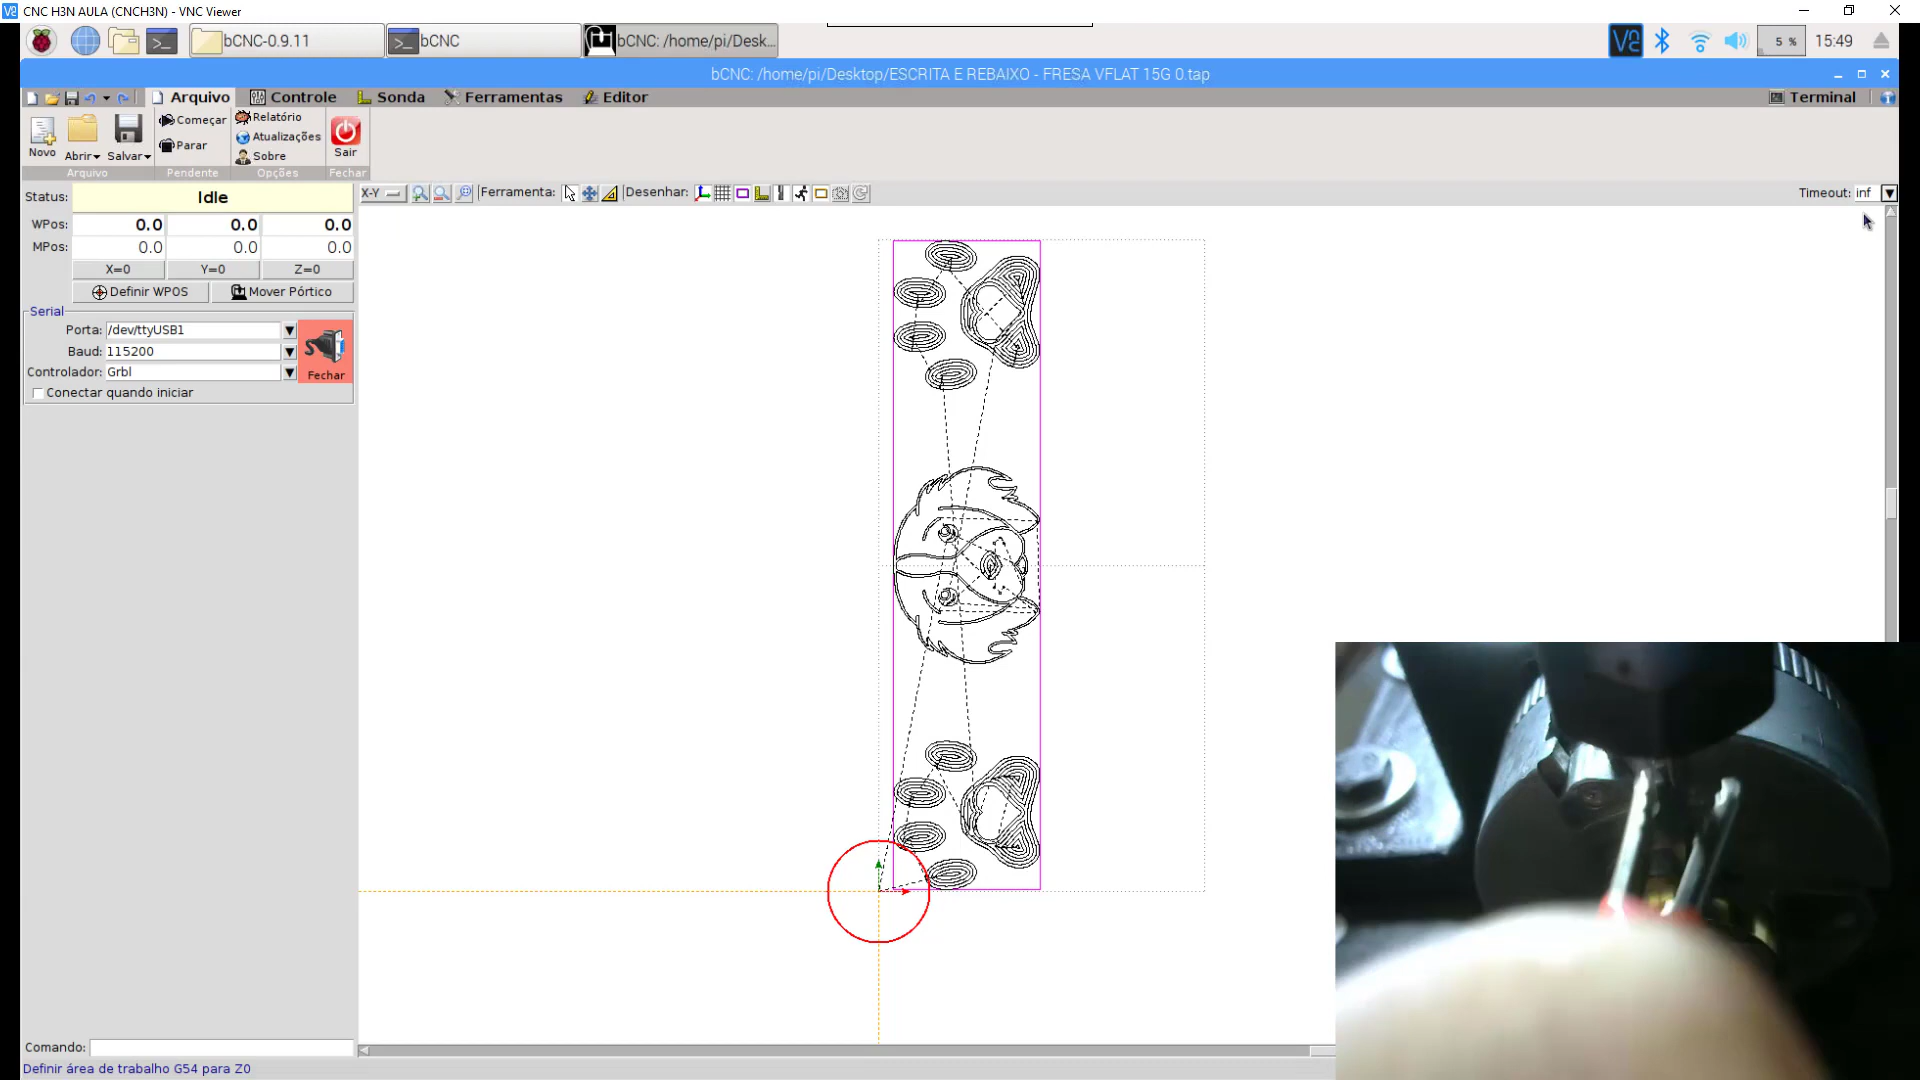 CNC H3N AULA (CNCH3N) - VNC Viewer
bCNC-0.9.11
bCNC
bCNC: /home/pi/Desk...
5 %
15:49
bCNC: /home/pi/Desktop/ESCRITA E REBAIXO - FRESA VFLAT 15G 0.tap
Arquivo
Controle
Sonda
Ferramentas
Editor
Terminal
Novo
Abrir
Salvar
Arquivo
Começar
Parar
Pendente
Relatório
Atualizações
Sobre
Opções
Sair
Fechar
Status:
Idle
X-Y
Ferramenta:
Desenhar:
Timeout:
inf
WPos:
0.0
0.0
0.0
MPos:
0.0
0.0
0.0
X=0
Y=0
Z=0
Definir WPOS
Mover Pórtico
Serial
Porta:
/dev/ttyUSB1
Baud:
115200
Controlador:
Grbl
Fechar
Conectar quando iniciar
Comando:
Definir área de trabalho G54 para Z0